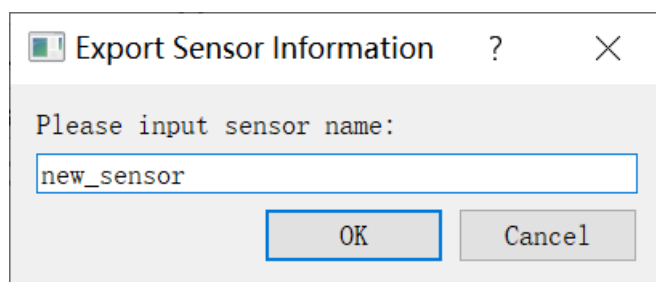 Export Sensor Information ?
Please input sensor name:
new_sensor
OK Cancel